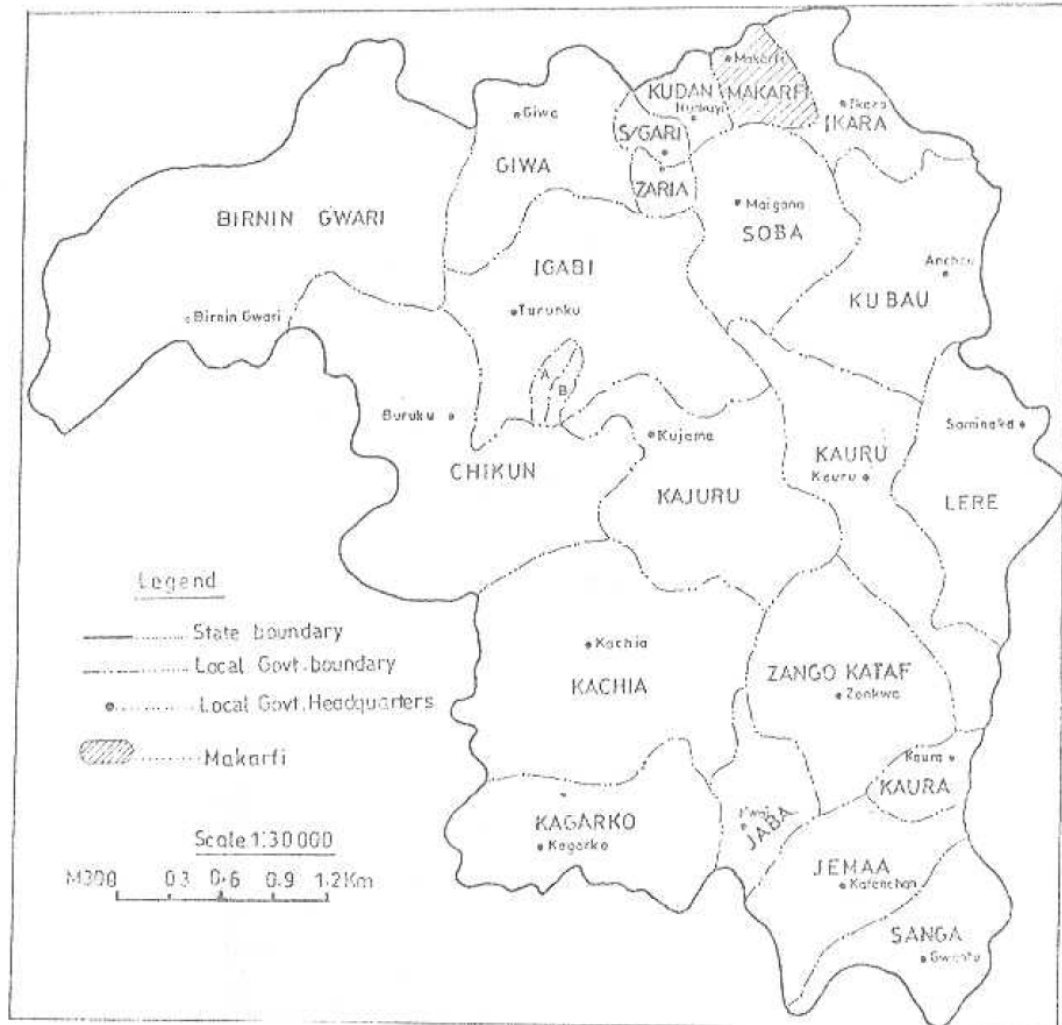 Makarfi
KUDAN
MAKARFI
Giwa
Ikara
IKARA
S/GARI
GIWA
ZARIA
Maigana
SOBA
BIRNIN GWARI
IGABI
Anchau
KUBAU
Turunku
Birnin Gwari
A
B
Buruku
Kujama
Saminaka
CHIKUN
KAURU
Kauru
KAJURU
LERE
Legend
State boundary
Local Govt. boundary
Local Govt. Headquarters
Makarfi
Kachia
KACHIA
ZANGO KATAF
Zonkwa
Kaura
KAURA
KAGARKO
Kagarko
JABA
JEMAA
Kafanchan
SANGA
Gwantu
Scale 1:30 000
M300 0 0.3 0.6 0.9 1.2Km